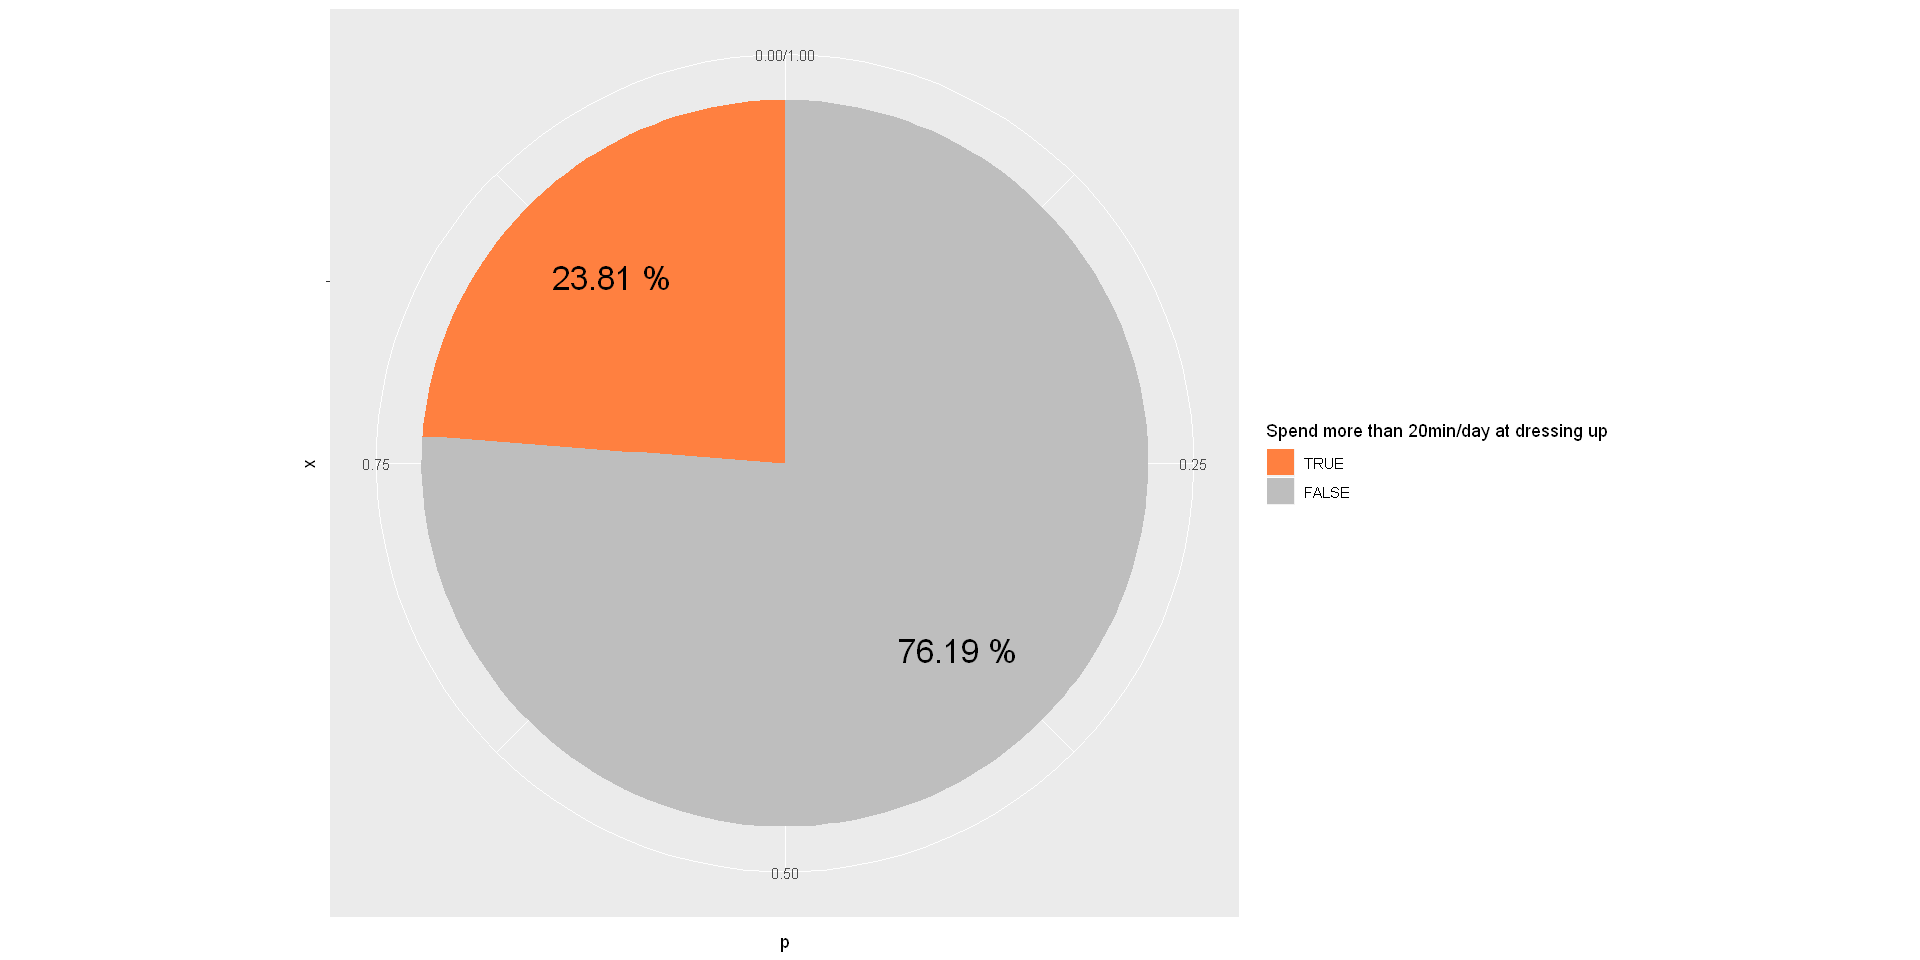 0.00/1.00
23.81 %
76.19 %
0.75
0.25
0.50
x
p
Spend more than 20min/day at dressing up
TRUE
FALSE